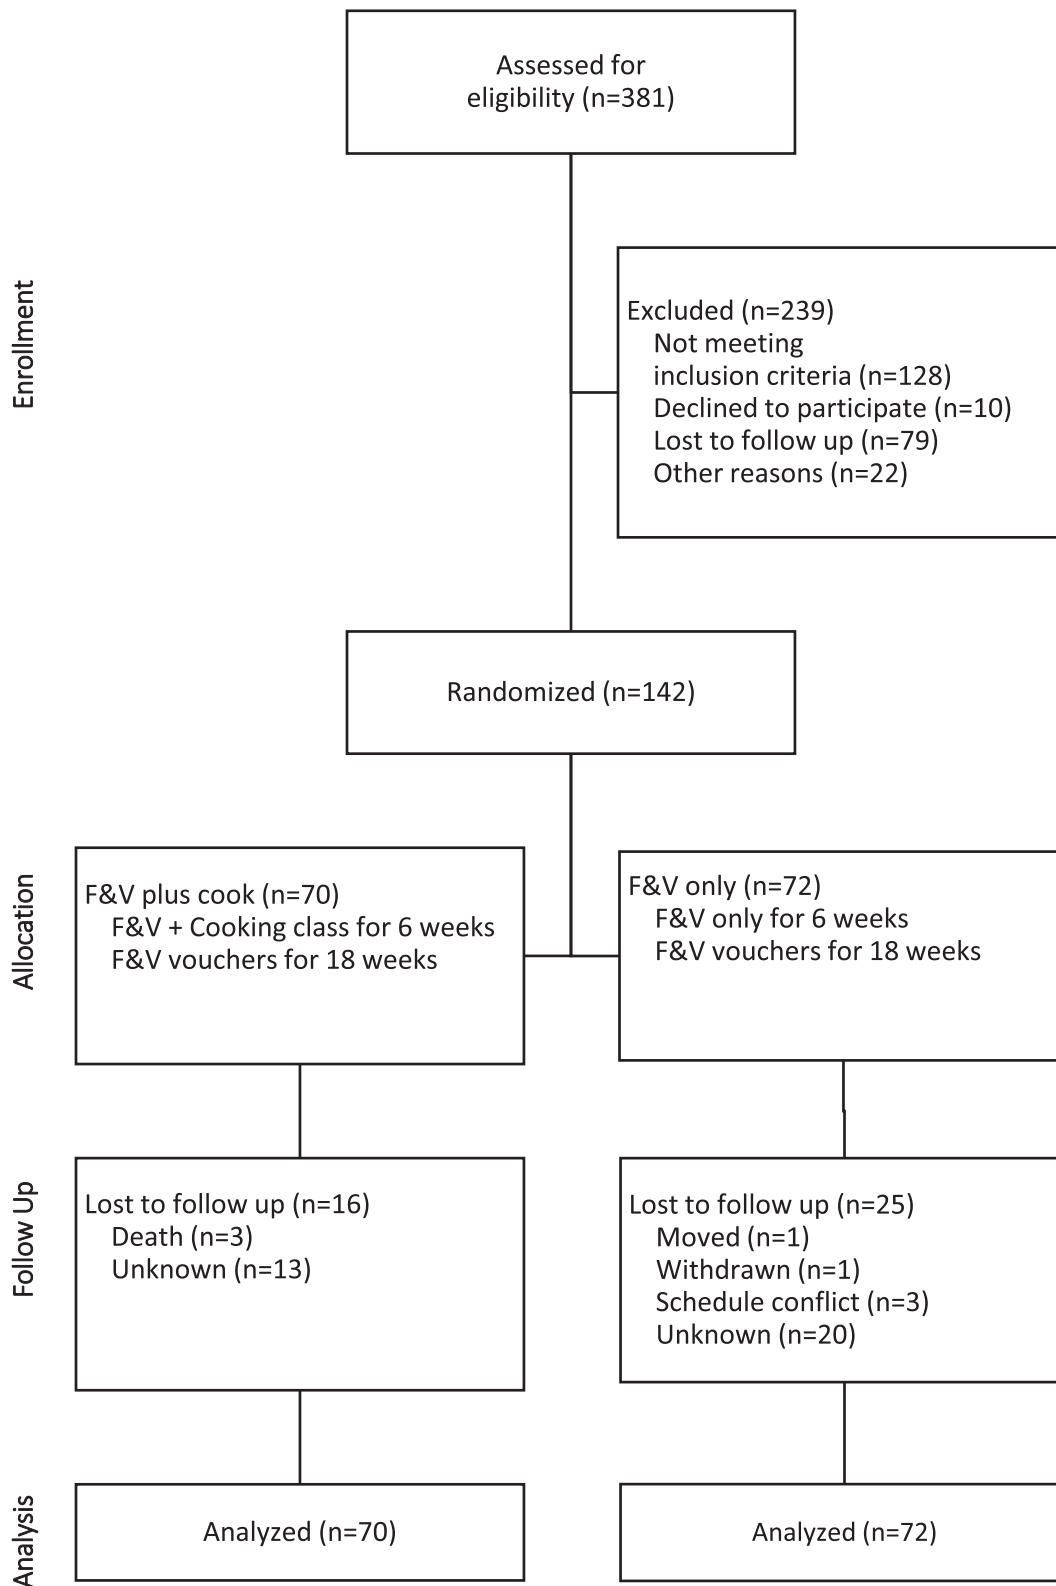 Assessed for
eligibility (n=381)
Enrollment
Excluded (n=239)
Not meeting
inclusion criteria (n=128)
Declined to participate (n=10)
Lost to follow up (n=79)
Other reasons (n=22)
Randomized (n=142)
Allocation
F&V plus cook (n=70)
F&V + Cooking class for 6 weeks
F&V vouchers for 18 weeks
F&V only (n=72)
F&V only for 6 weeks
F&V vouchers for 18 weeks
Follow Up
Lost to follow up (n=16)
Death (n=3)
Unknown (n=13)
Lost to follow up (n=25)
Moved (n=1)
Withdrawn (n=1)
Schedule conflict (n=3)
Unknown (n=20)
Analysis
Analyzed (n=70)
Analyzed (n=72)